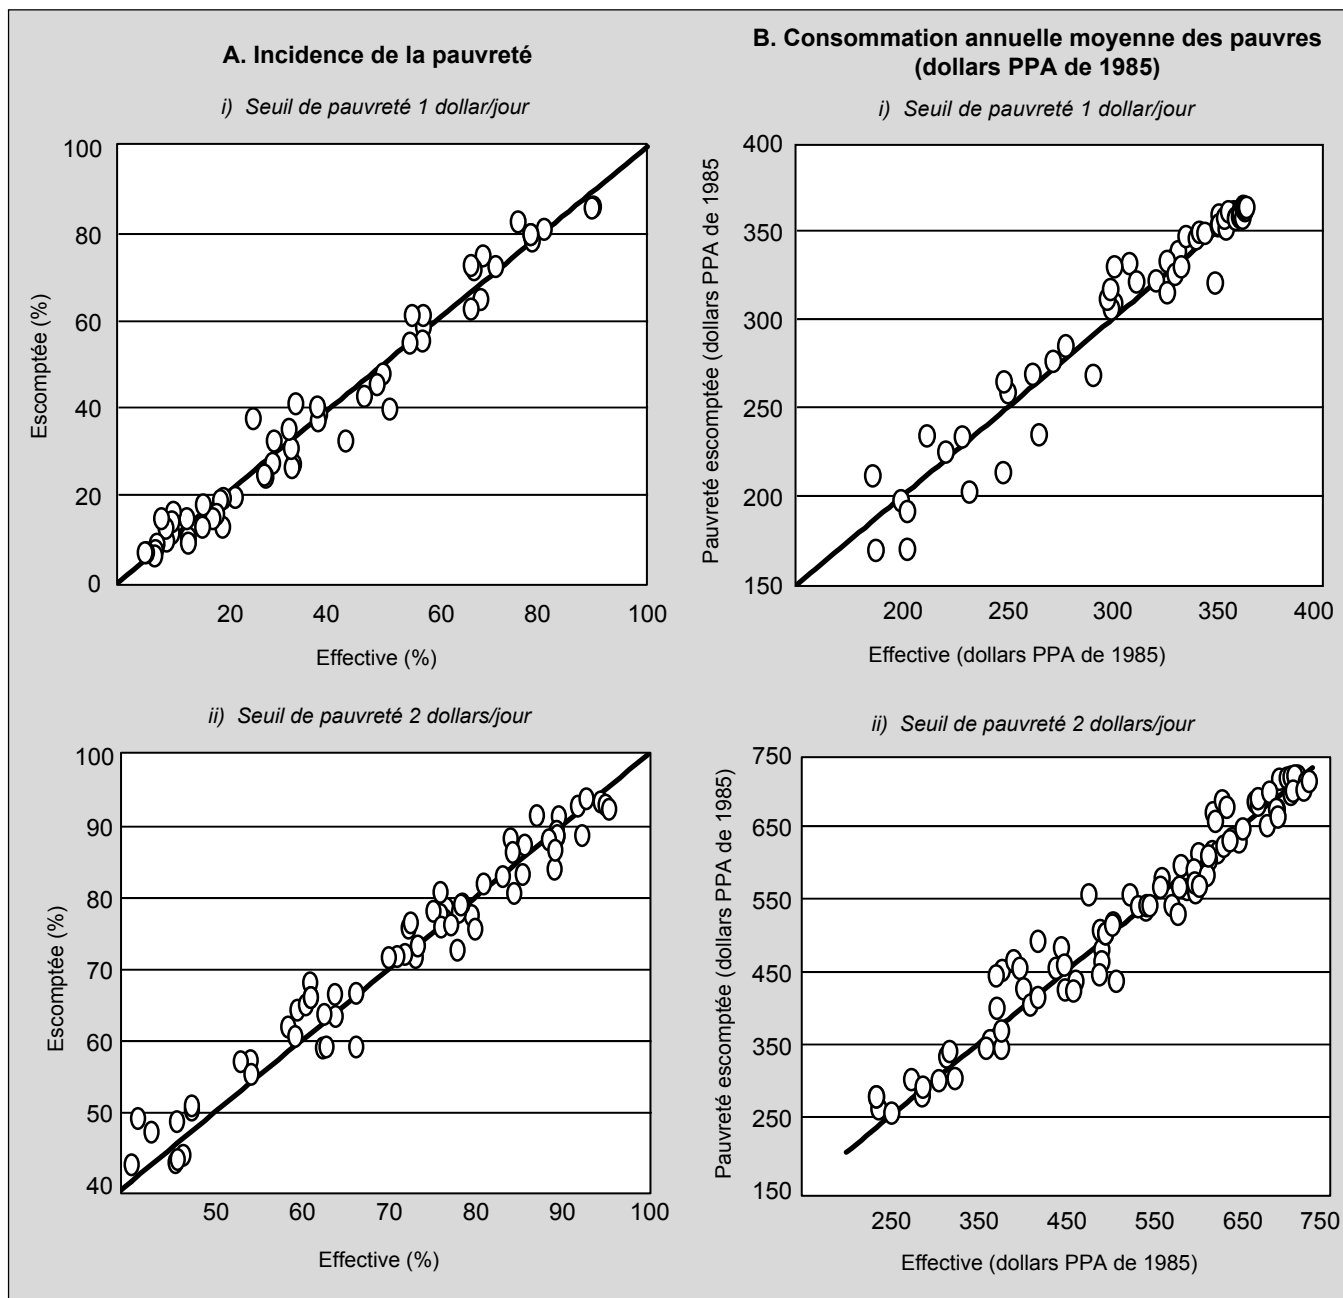 A. Incidence de la pauvreté
i) Seuil de pauvreté 1 dollar/jour
Escomptée (%)
100
80
60
40
20
0
20 40 60 80 100
Effective (%)
B. Consommation annuelle moyenne des pauvres
(dollars PPA de 1985)
i) Seuil de pauvreté 1 dollar/jour
Pauvreté escomptée (dollars PPA de 1985
400
350
300
250
200
150
200 250 300 350 400
Effective (dollars PPA de 1985)
ii) Seuil de pauvreté 2 dollars/jour
Escomptée (%)
100
90
80
70
60
50
40
50 60 70 80 90 100
Effective (%)
ii) Seuil de pauvreté 2 dollars/jour
Pauvreté escomptée (dollars PPA de 1985)
750
650
550
450
350
250
150
250 350 450 550 650 750
Effective (dollars PPA de 1985)